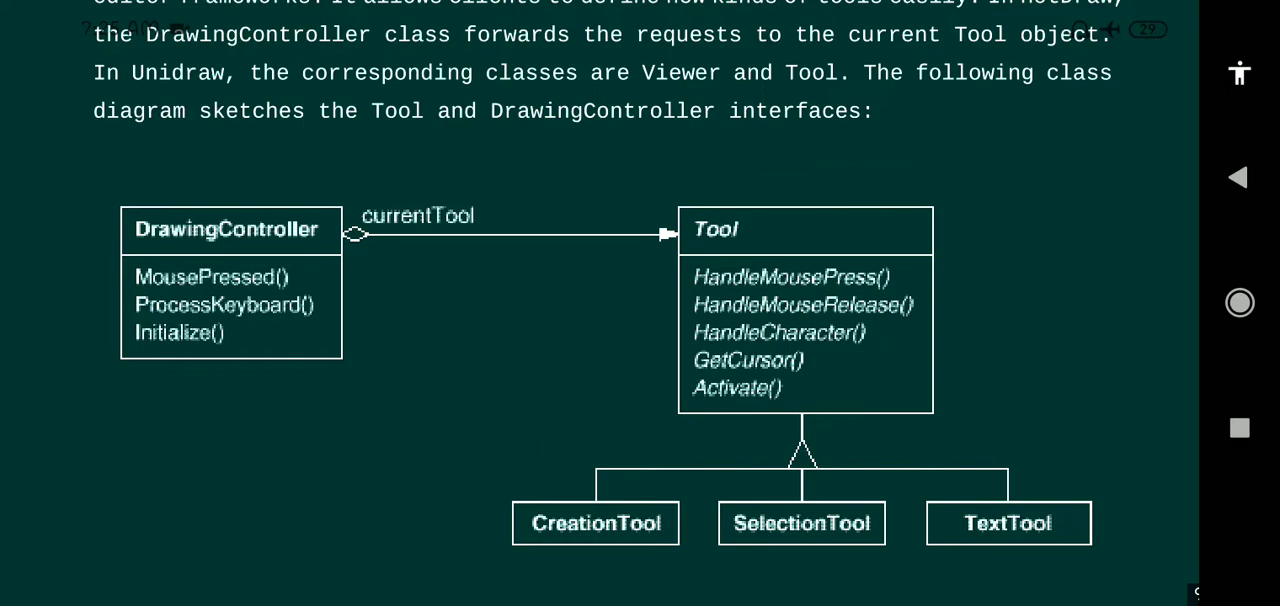 the DrawingController class forwards the requests to the current Tool object.
In Unidraw, the corresponding classes are Viewer and Tool. The following class
diagram sketches the Tool and DrawingController interfaces:
currentTool
DrawingController
MousePressed()
ProcessKeyboard()
Initialize()
Tool
HandleMousePress()
HandleMouseRelease()
HandleCharacter()
GetCursor()
Activate()
CreationTool
SelectionTool
TextTool
29